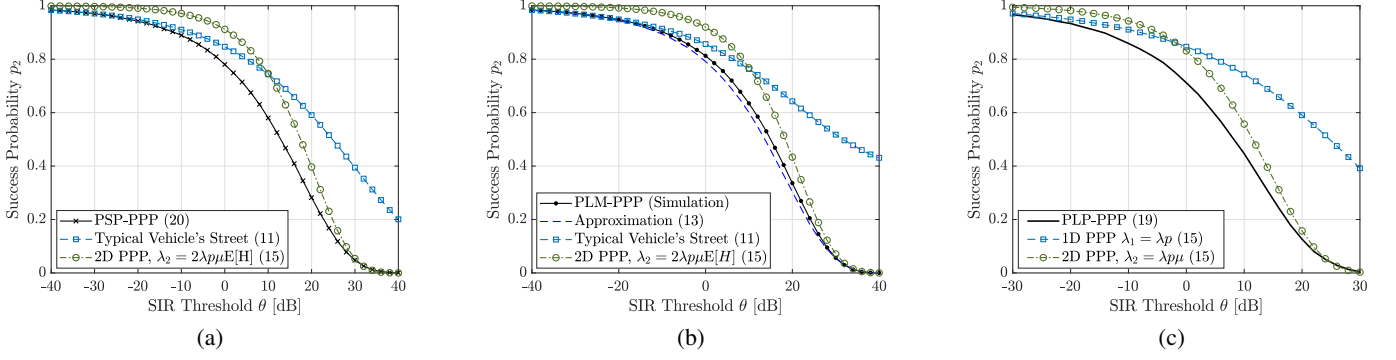 1
0.8
0.6
0.4
0.2
0
Success Probability p₂
-40 -30 -20 -10 0 10 20 30 40
SIR Threshold θ [dB]
PSP-PPP (20)
Typical Vehicle's Street (11)
2D PPP, λ₂ = 2λpμE[H] (15)
(a)
1
0.8
0.6
0.4
0.2
0
Success Probability p₂
-40 -20 0 20 40
SIR Threshold θ [dB]
PLM-PPP (Simulation)
Approximation (13)
Typical Vehicle's Street (11)
2D PPP, λ₂ = 2λpμE[H] (15)
(b)
1
0.8
0.6
0.4
0.2
0
Success Probability p₂
-30 -20 -10 0 10 20 30
SIR Threshold θ [dB]
PLP-PPP (19)
1D PPP λ₁ = λp (15)
2D PPP, λ₂ = λpμ (15)
(c)